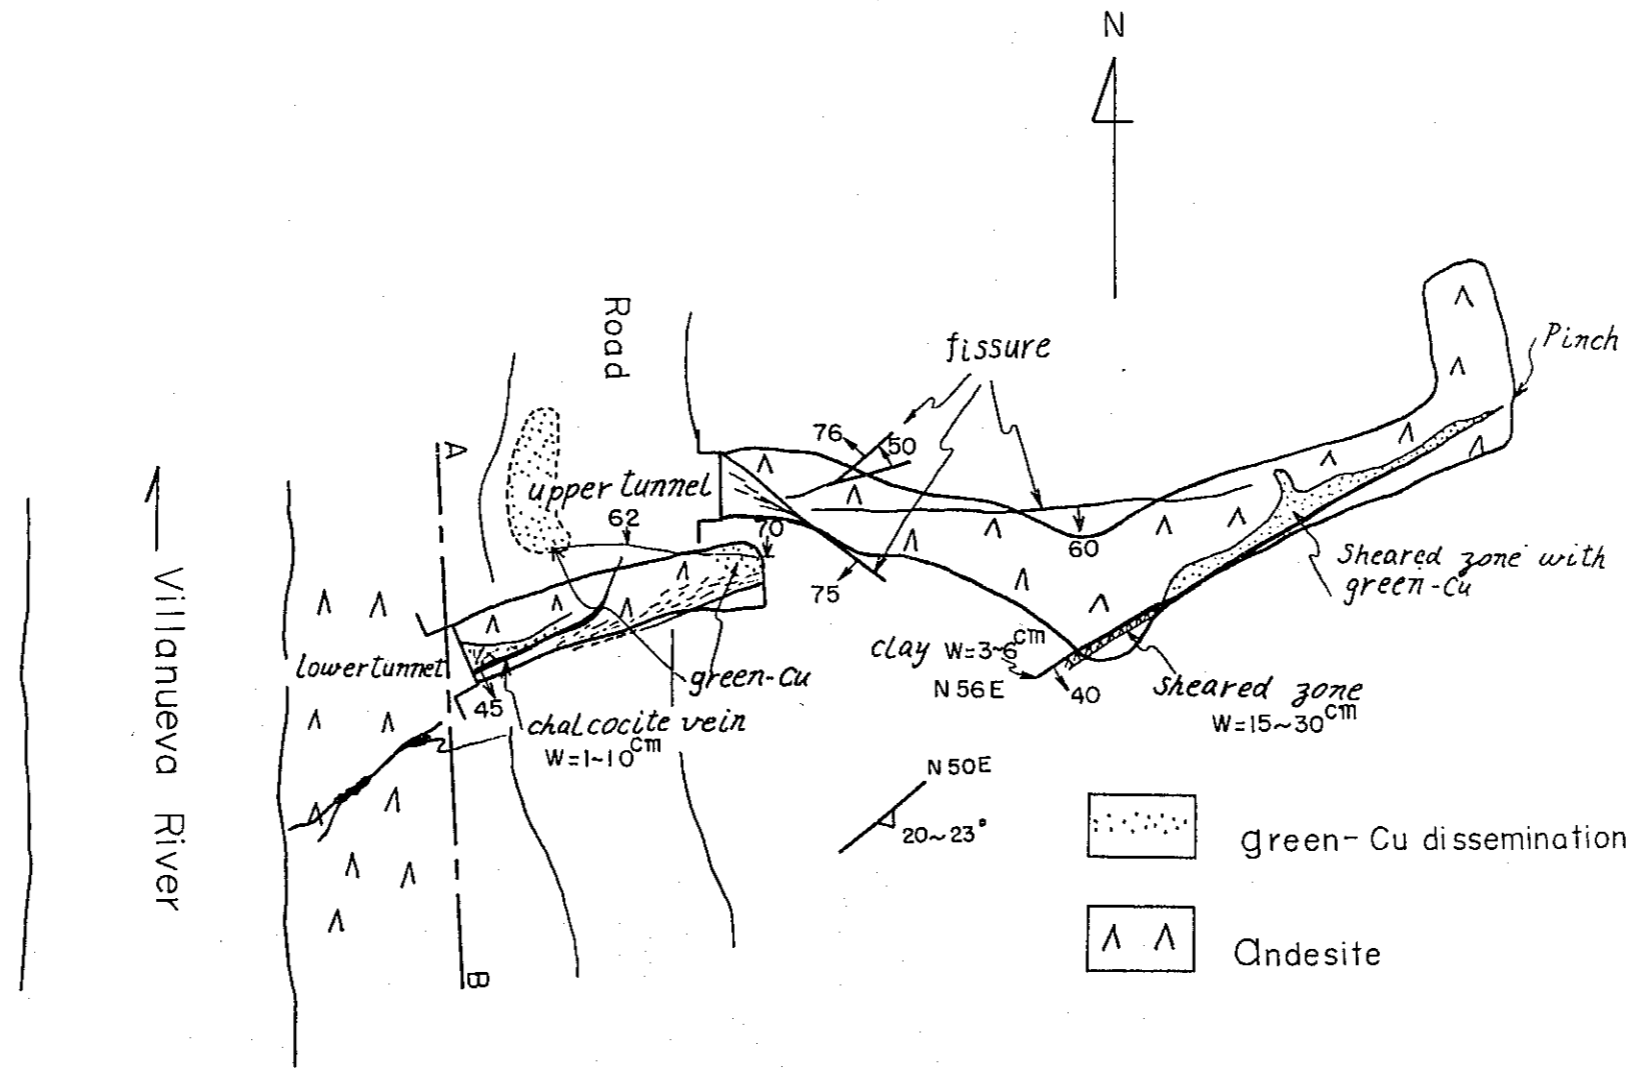 N
Road
fissure
Pinch
76
50
A
upper tunnel
62
70
60
75
Sheared zone with
green-Cu
clay W=3~6cm
N56E
40
sheared zone
W=15~30cm
lower tunnel
45
green-Cu
chalcocite vein
W=1~10cm
Villanueva River
N50E
20~23°
B
green-Cu dissemination
andesite